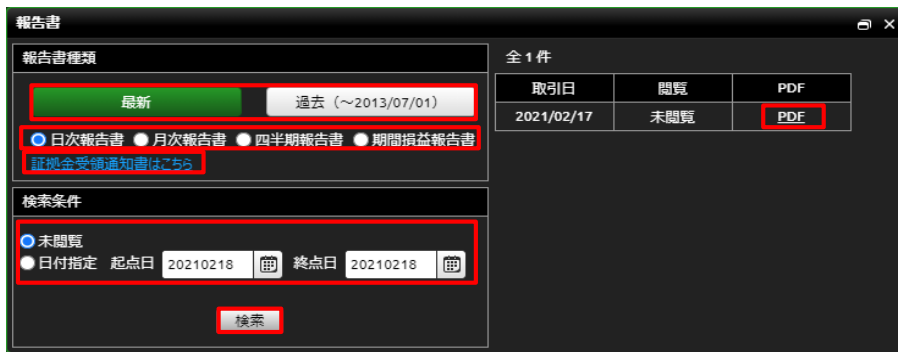 報告書
報告書種類
最新 過去（～2013/07/01）
日次報告書 月次報告書 四半期報告書 期間損益報告書
証拠金受領通知書はこちら
検索条件
未閲覧
日付指定 起点日 20210218 終点日 20210218
検索
全1件
取引日 閲覧 PDF
2021/02/17 未閲覧 PDF